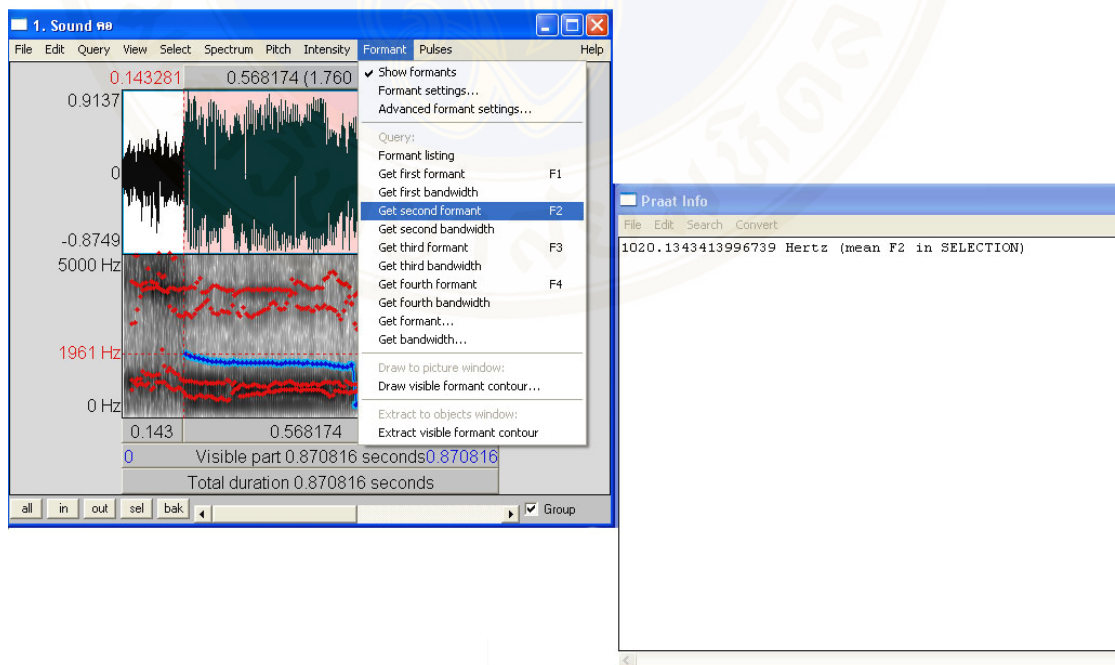 1. Sound คอ
File Edit Query View Select Spectrum Pitch Intensity Formant Pulses Help
0.143281 0.568174 (1.760
0.9137
0
-0.8749
5000 Hz
1961 Hz
0 Hz
0.143 0.568174
0 Visible part 0.870816 seconds 0.870816
Total duration 0.870816 seconds
all in out sel bak Group
Show formants
Formant settings...
Advanced formant settings...
Query:
Formant listing
Get first formant F1
Get first bandwidth
Get second formant F2
Get second bandwidth
Get third formant F3
Get third bandwidth
Get fourth formant F4
Get fourth bandwidth
Get formant...
Get bandwidth...
Draw to picture window:
Draw visible formant contour...
Extract to objects window:
Extract visible formant contour
Praat Info
File Edit Search Convert
1020.1343413996739 Hertz (mean F2 in SELECTION)